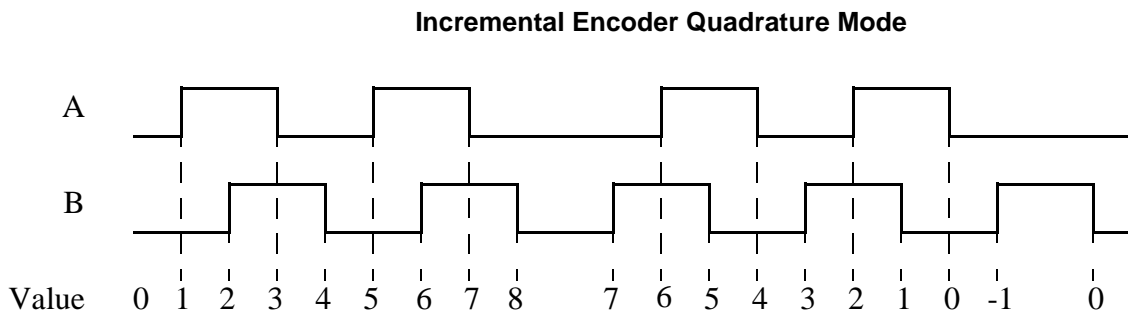 Incremental Encoder Quadrature Mode
A
B
Value 0 1 2 3 4 5 6 7 8 7 6 5 4 3 2 1 0 -1 0